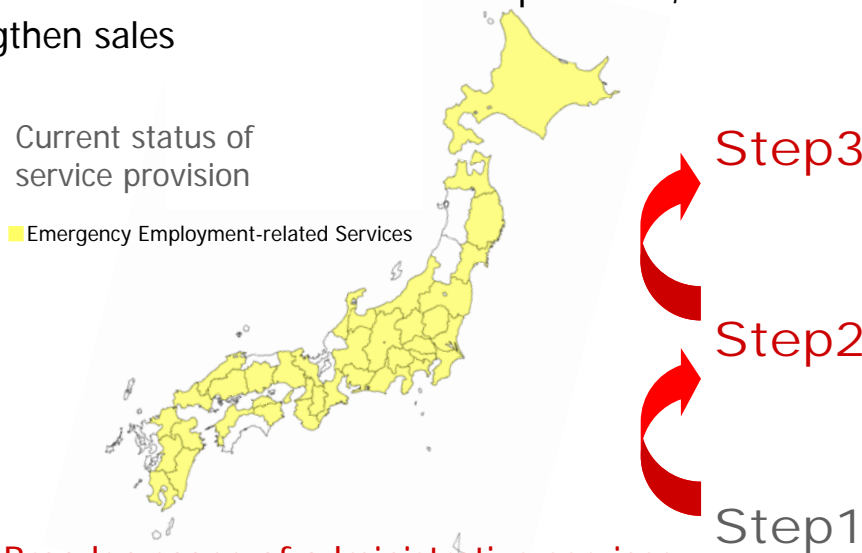 gthen sales
Current status of
service provision
Emergency Employment-related Services
Step3
Step2
Step1